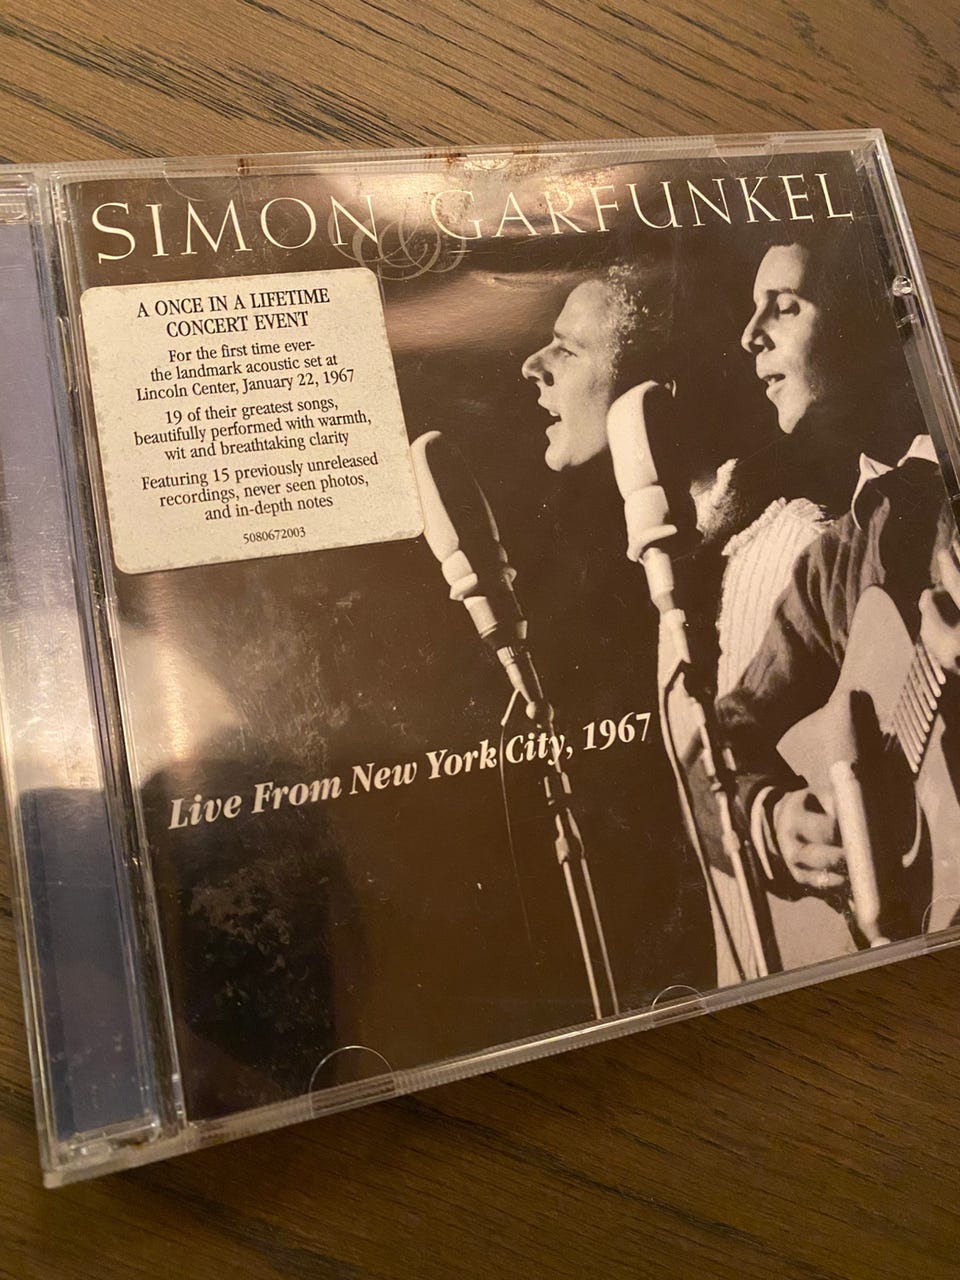 SIMON & GARFUNKEL
A ONCE IN A LIFETIME
CONCERT EVENT
For the first time ever-
the landmark acoustic set at
Lincoln Center, January 22, 1967
19 of their greatest songs,
beautifully performed with warmth,
wit and breathtaking clarity
Featuring 15 previously unreleased
recordings, never seen photos,
and in-depth notes
5080672003
Live From New York City, 1967